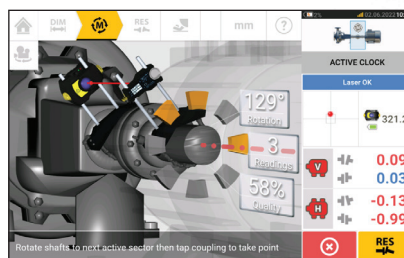 DIM
(M)
RES
mm
?
129°
Rotation
3
Readings
58%
Quality
Rotate shafts to next active sector then tap coupling to take point
02.06.2022
ACTIVE CLOCK
Laser OK
321.2
V
0.09
0.03
H
-0.13
-0.99
RES